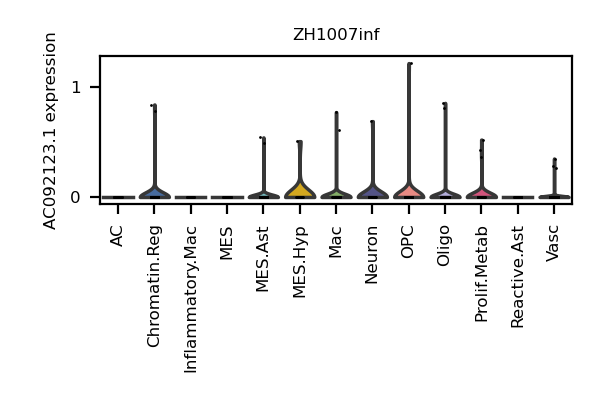 ZH1007inf
AC092123.1 expression
1
0
AC
Chromatin.Reg
Inflammatory.Mac
MES
MES.Ast
MES.Hyp
Mac
Neuron
OPC
Oligo
Prolif.Metab
Reactive.Ast
Vasc